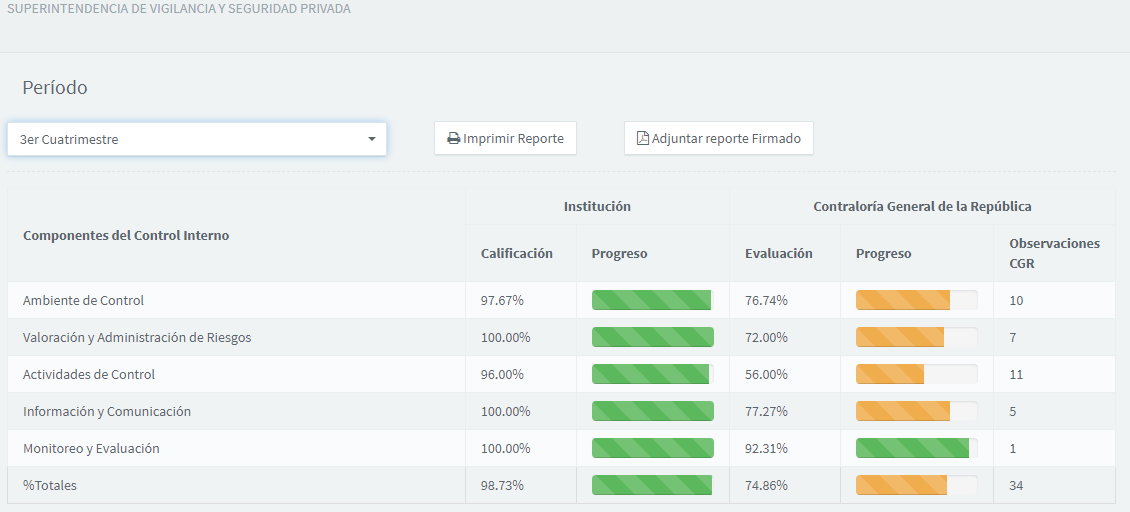 SUPERINTENDENCIA DE VIGILANCIA Y SEGURIDAD PRIVADA
Período
3er Cuatrimestre
Imprimir Reporte
Adjuntar reporte Firmado
Componentes del Control Interno
Institución
Contraloría General de la República
Calificación
Progreso
Evaluación
Progreso
Observaciones
CGR
Ambiente de Control 97.67% 76.74% 10
Valoración y Administración de Riesgos 100.00% 72.00% 7
Actividades de Control 96.00% 56.00% 11
Información y Comunicación 100.00% 77.27% 5
Monitoreo y Evaluación 100.00% 92.31% 1
%Totales 98.73% 74.86% 34